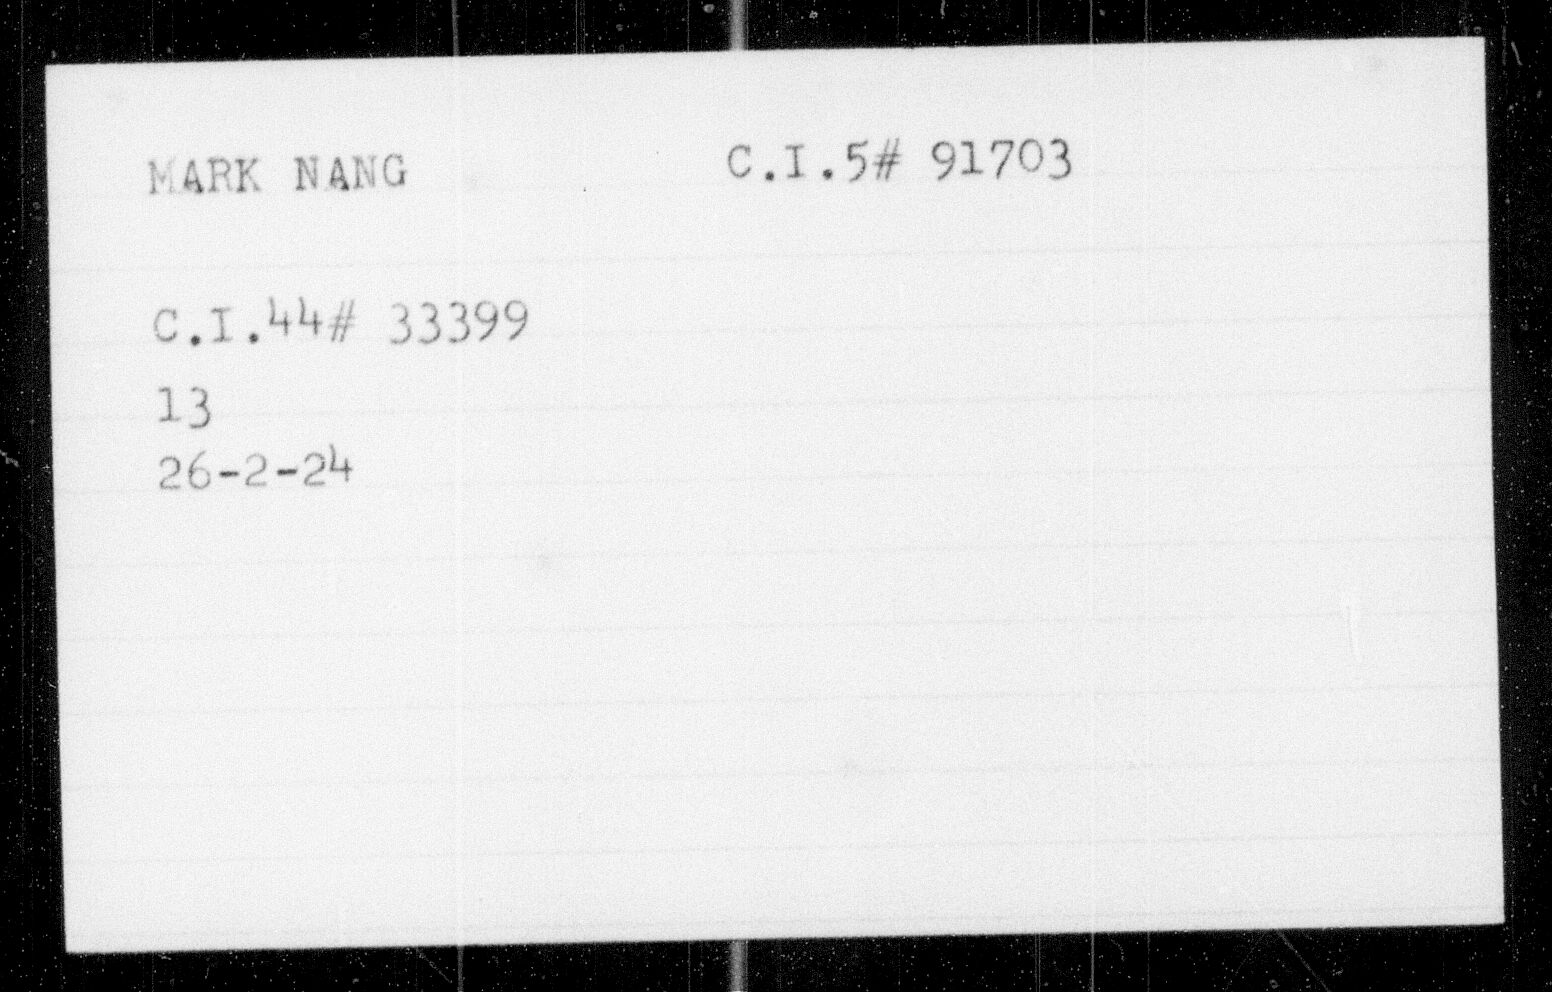 MARK NANG C.I.5# 91703
C.I.44# 33399
13
26-2-24